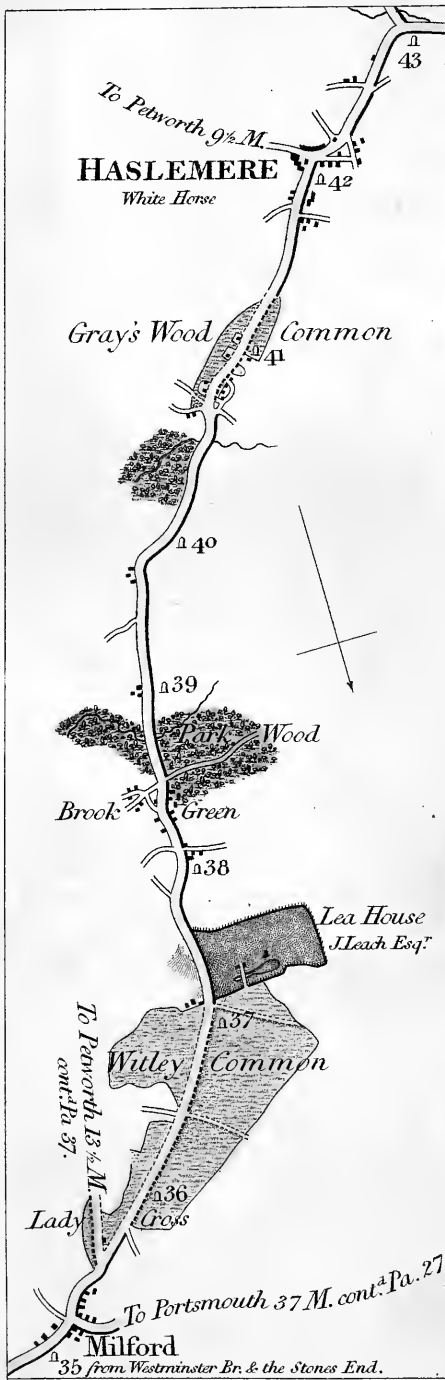 43
To Petworth 9½ M.
HASLEMERE
White Horse
42
Gray's Wood Common
41
40
39
Park Wood
Brook Green
38
Lea House
J. Leach Esqr.
37
Witley Common
To Petworth 13½ M.
contd. Pa. 37.
36
Lady Cross
To Portsmouth 37 M. contd. Pa. 27
Milford
35 from Westminster Br. & the Stones End.